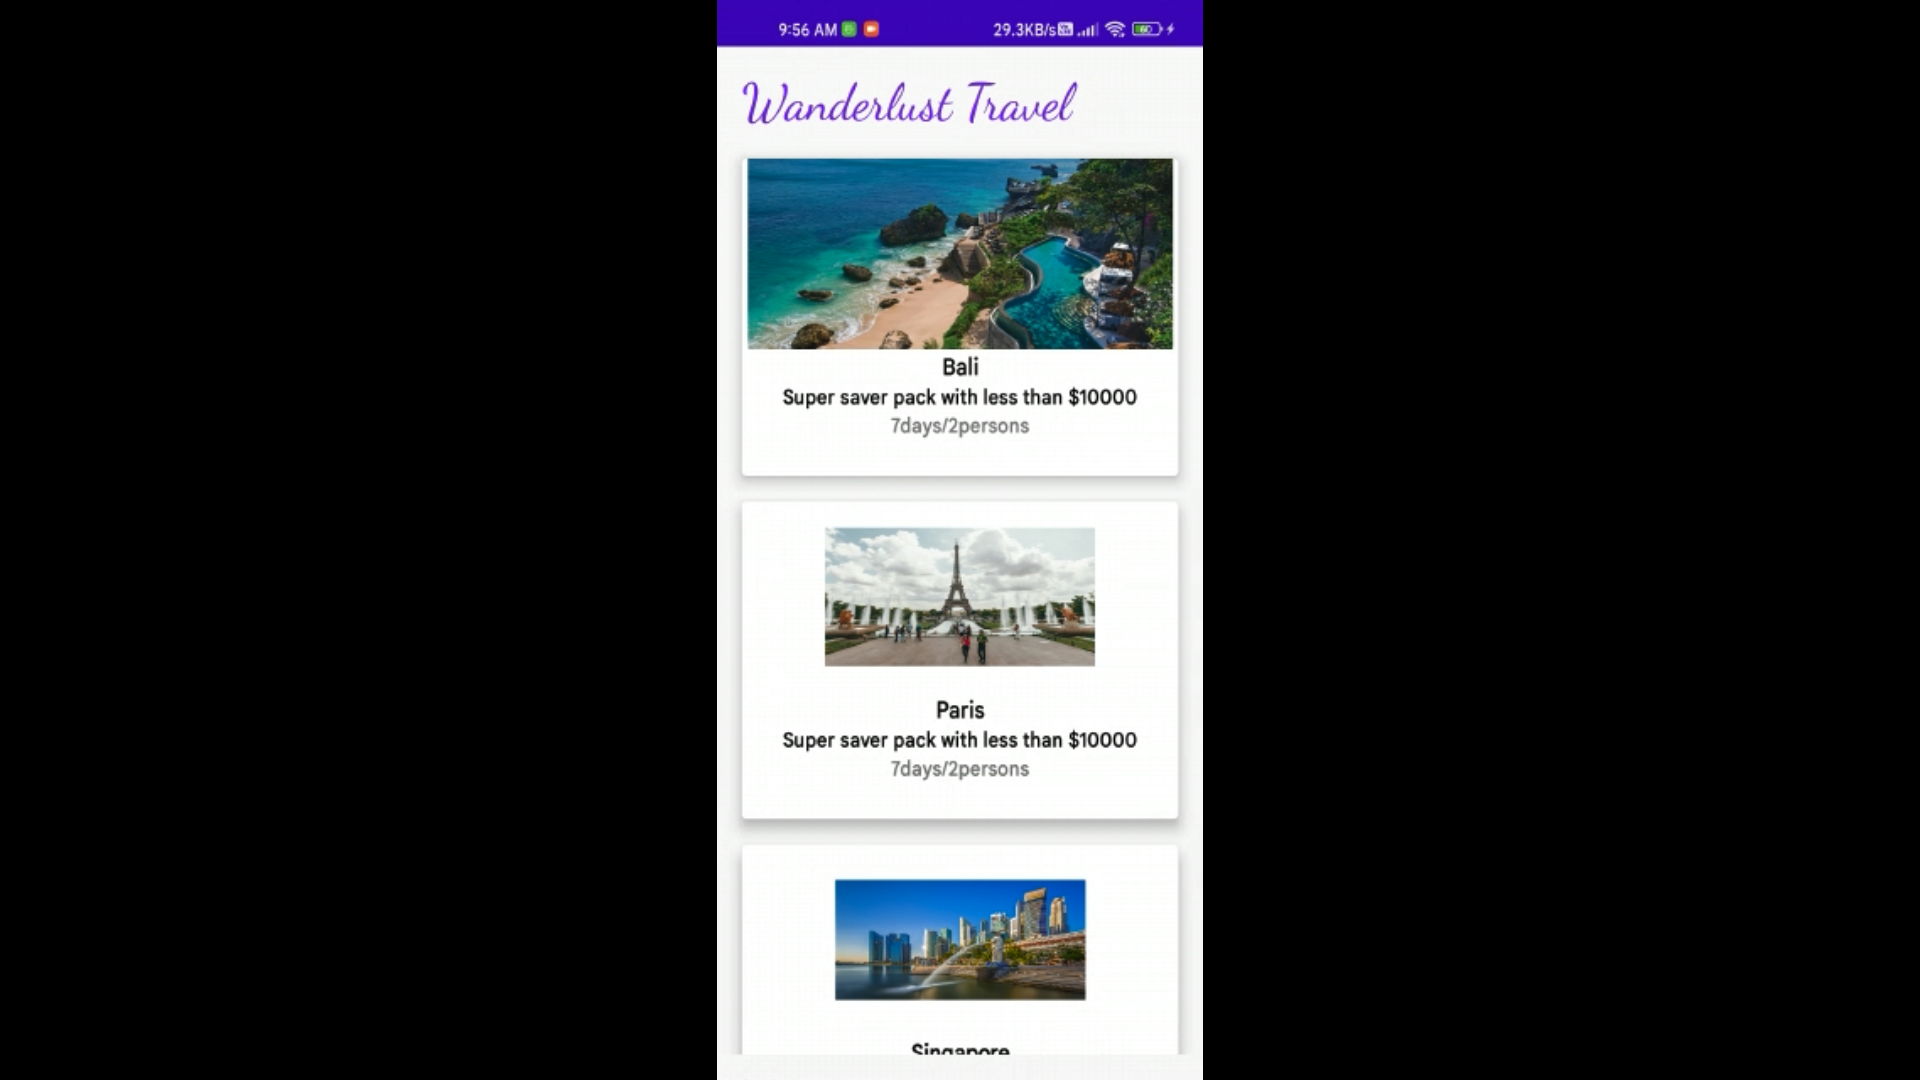 9:56 AM 29.3KB/s
Wanderlust Travel
Bali
Super saver pack with less than $10000
7days/2persons
Paris
Super saver pack with less than $10000
7days/2persons
Singapore